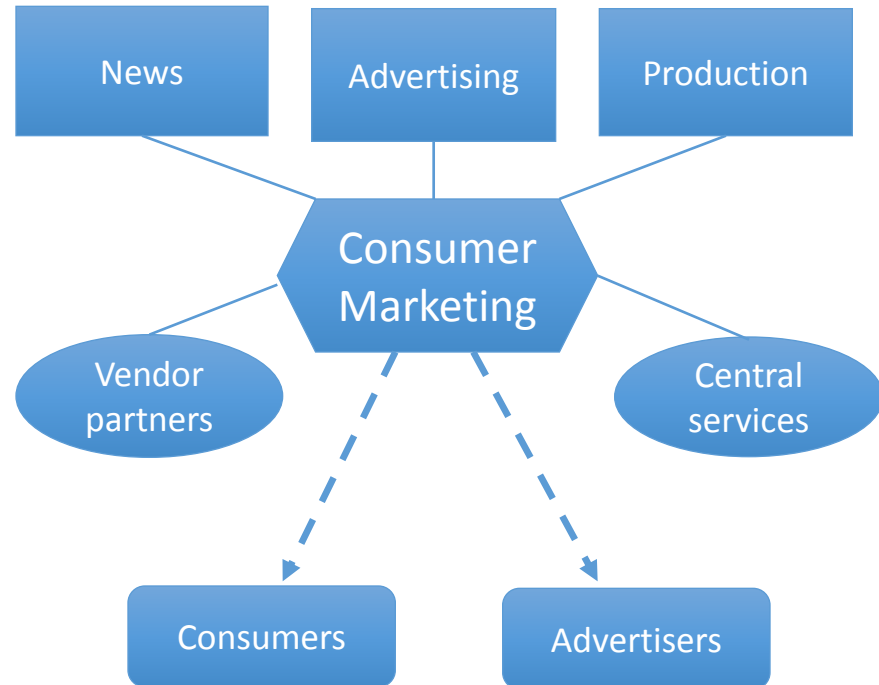 News
Advertising
Production
Consumer
Marketing
Vendor
partners
Central
services
Consumers
Advertisers